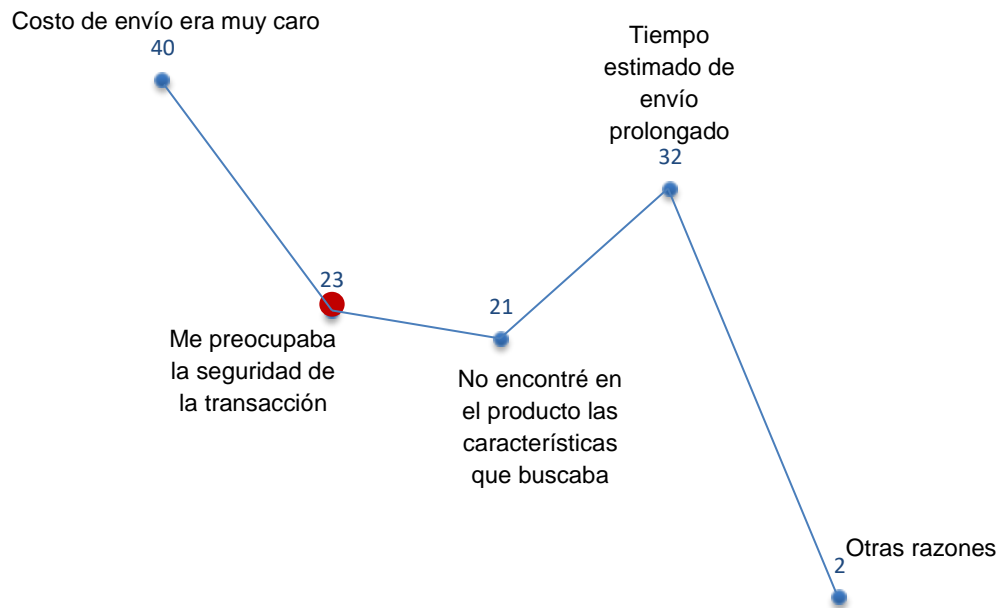 Costo de envío era muy caro
40
Tiempo
estimado de
envío
prolongado
32
23
Me preocupaba
la seguridad de
la transacción
21
No encontré en
el producto las
características
que buscaba
Otras razones
2